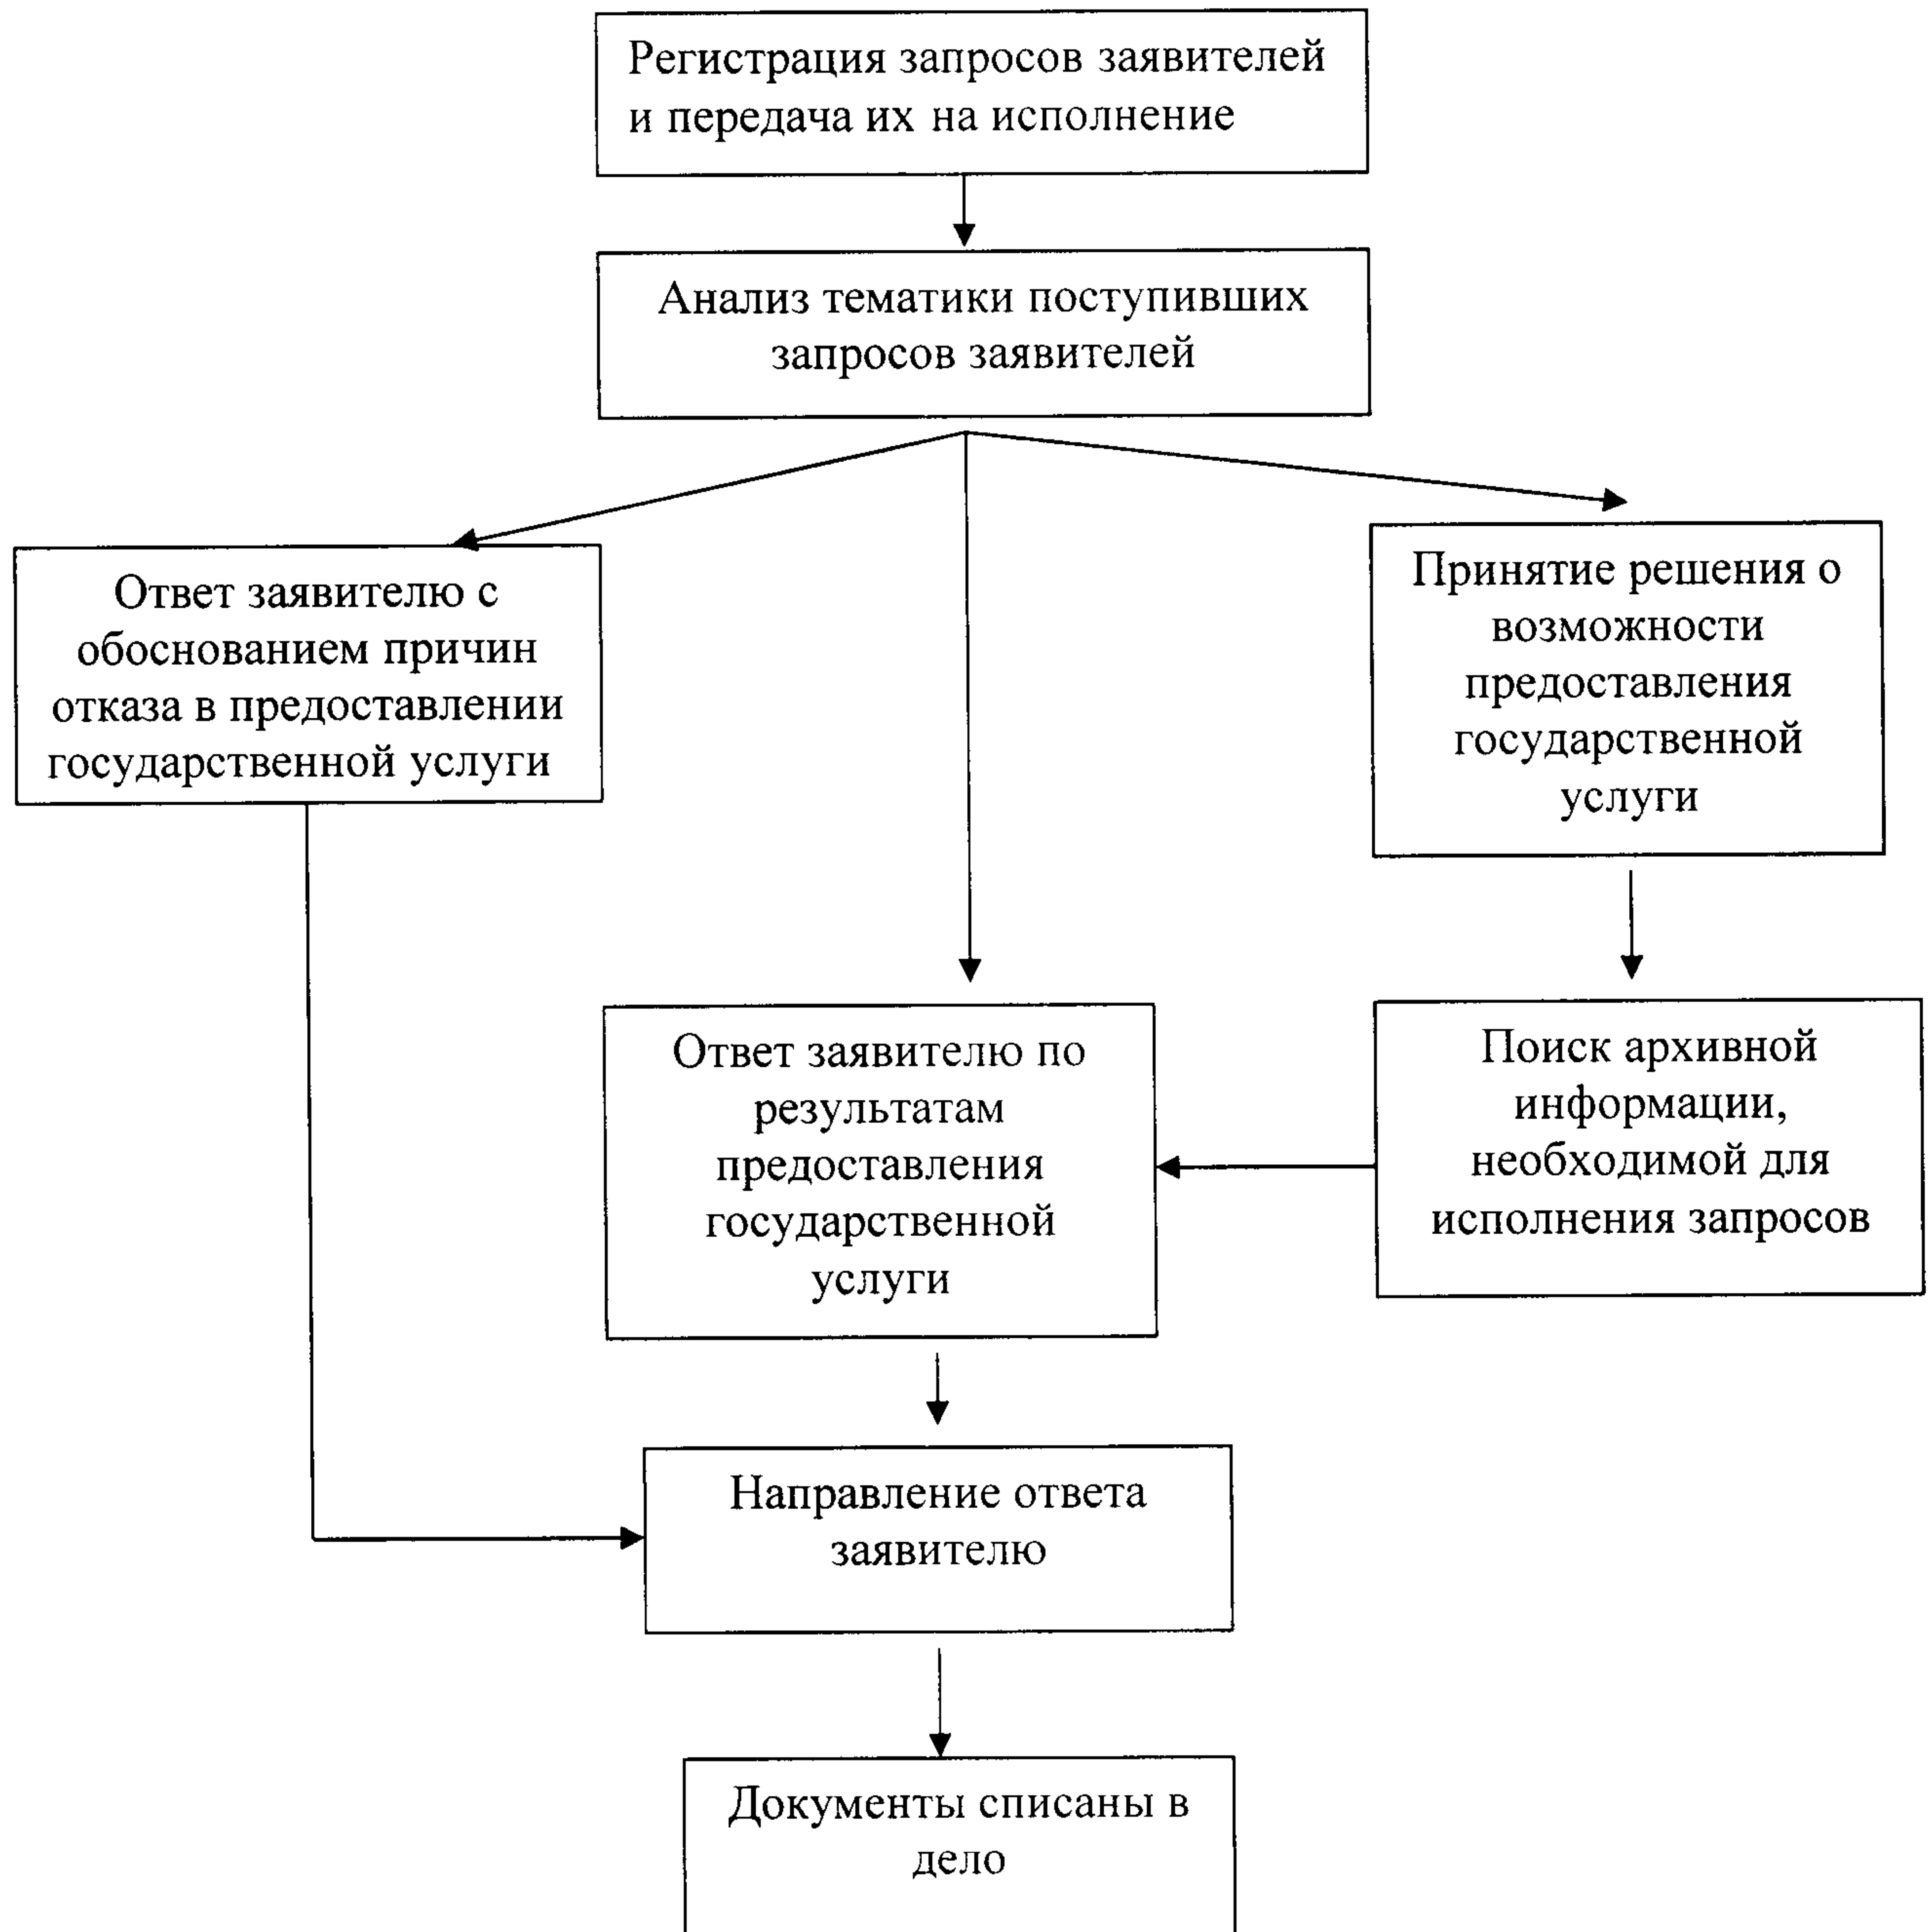 Регистрация запросов заявителей
и передача их на исполнение
Анализ тематики поступивших
запросов заявителей
Ответ заявителю с
обоснованием причин
отказа в предоставлении
государственной услуги
Принятие решения о
возможности
предоставления
государственной
услуги
Ответ заявителю по
результатам
предоставления
государственной
услуги
Поиск архивной
информации,
необходимой для
исполнения запросов
Направление ответа
заявителю
Документы списаны в
дело